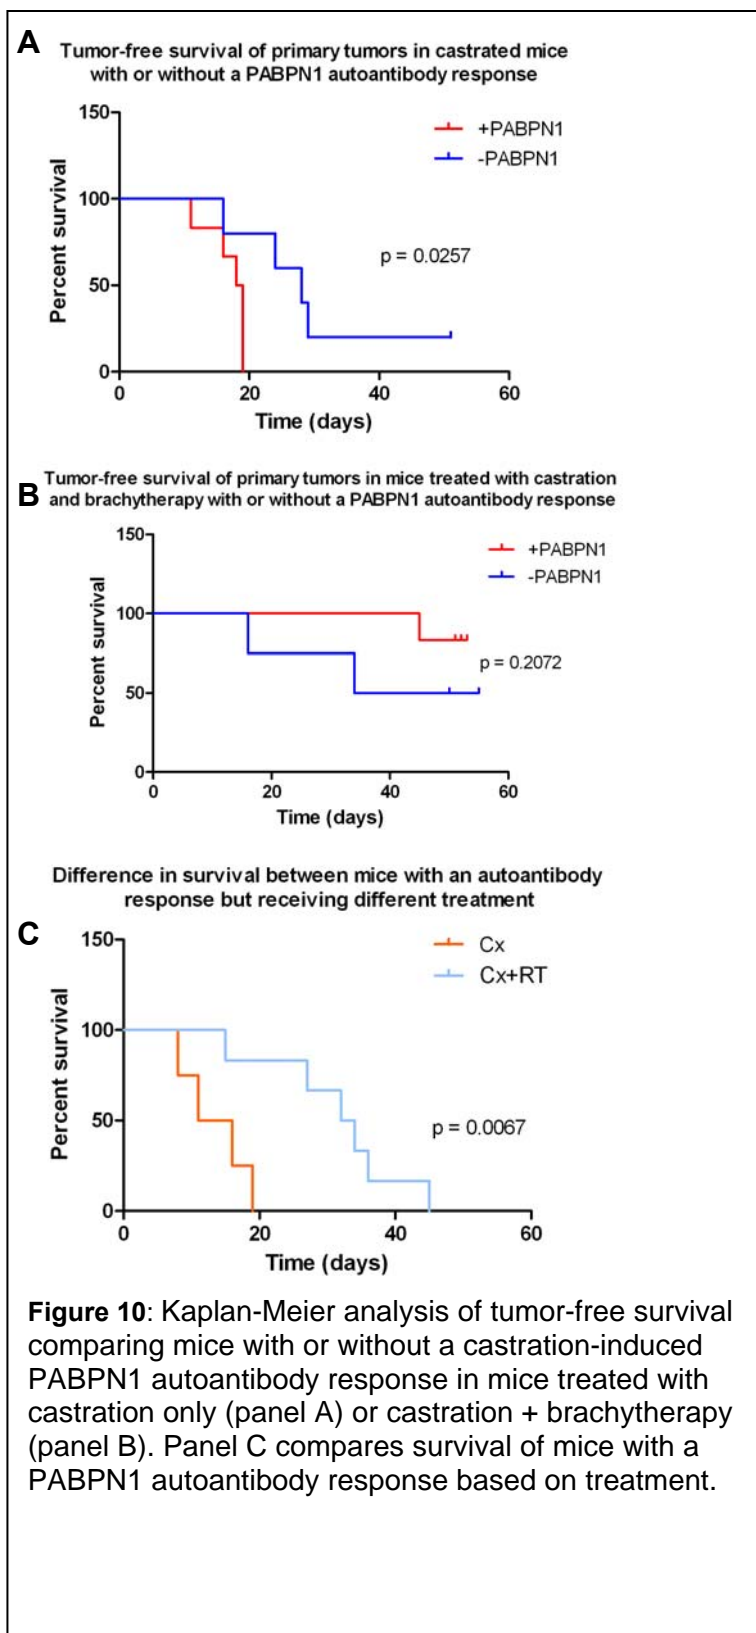 A
Tumor-free survival of primary tumors in castrated mice
with or without a PABPN1 autoantibody response
150
100
50
0
Percent survival
+PABPN1
-PABPN1
p = 0.0257
0 20 40 60
Time (days)
B
Tumor-free survival of primary tumors in mice treated with castration
and brachytherapy with or without a PABPN1 autoantibody response
150
100
50
0
Percent survival
+PABPN1
-PABPN1
p = 0.2072
0 20 40 60
Time (days)
Difference in survival between mice with an autoantibody
response but receiving different treatment
C
150
100
50
0
Percent survival
Cx
Cx+RT
p = 0.0067
0 20 40 60
Time (days)
Figure 10: Kaplan-Meier analysis of tumor-free survival
comparing mice with or without a castration-induced
PABPN1 autoantibody response in mice treated with
castration only (panel A) or castration + brachytherapy
(panel B). Panel C compares survival of mice with a
PABPN1 autoantibody response based on treatment.